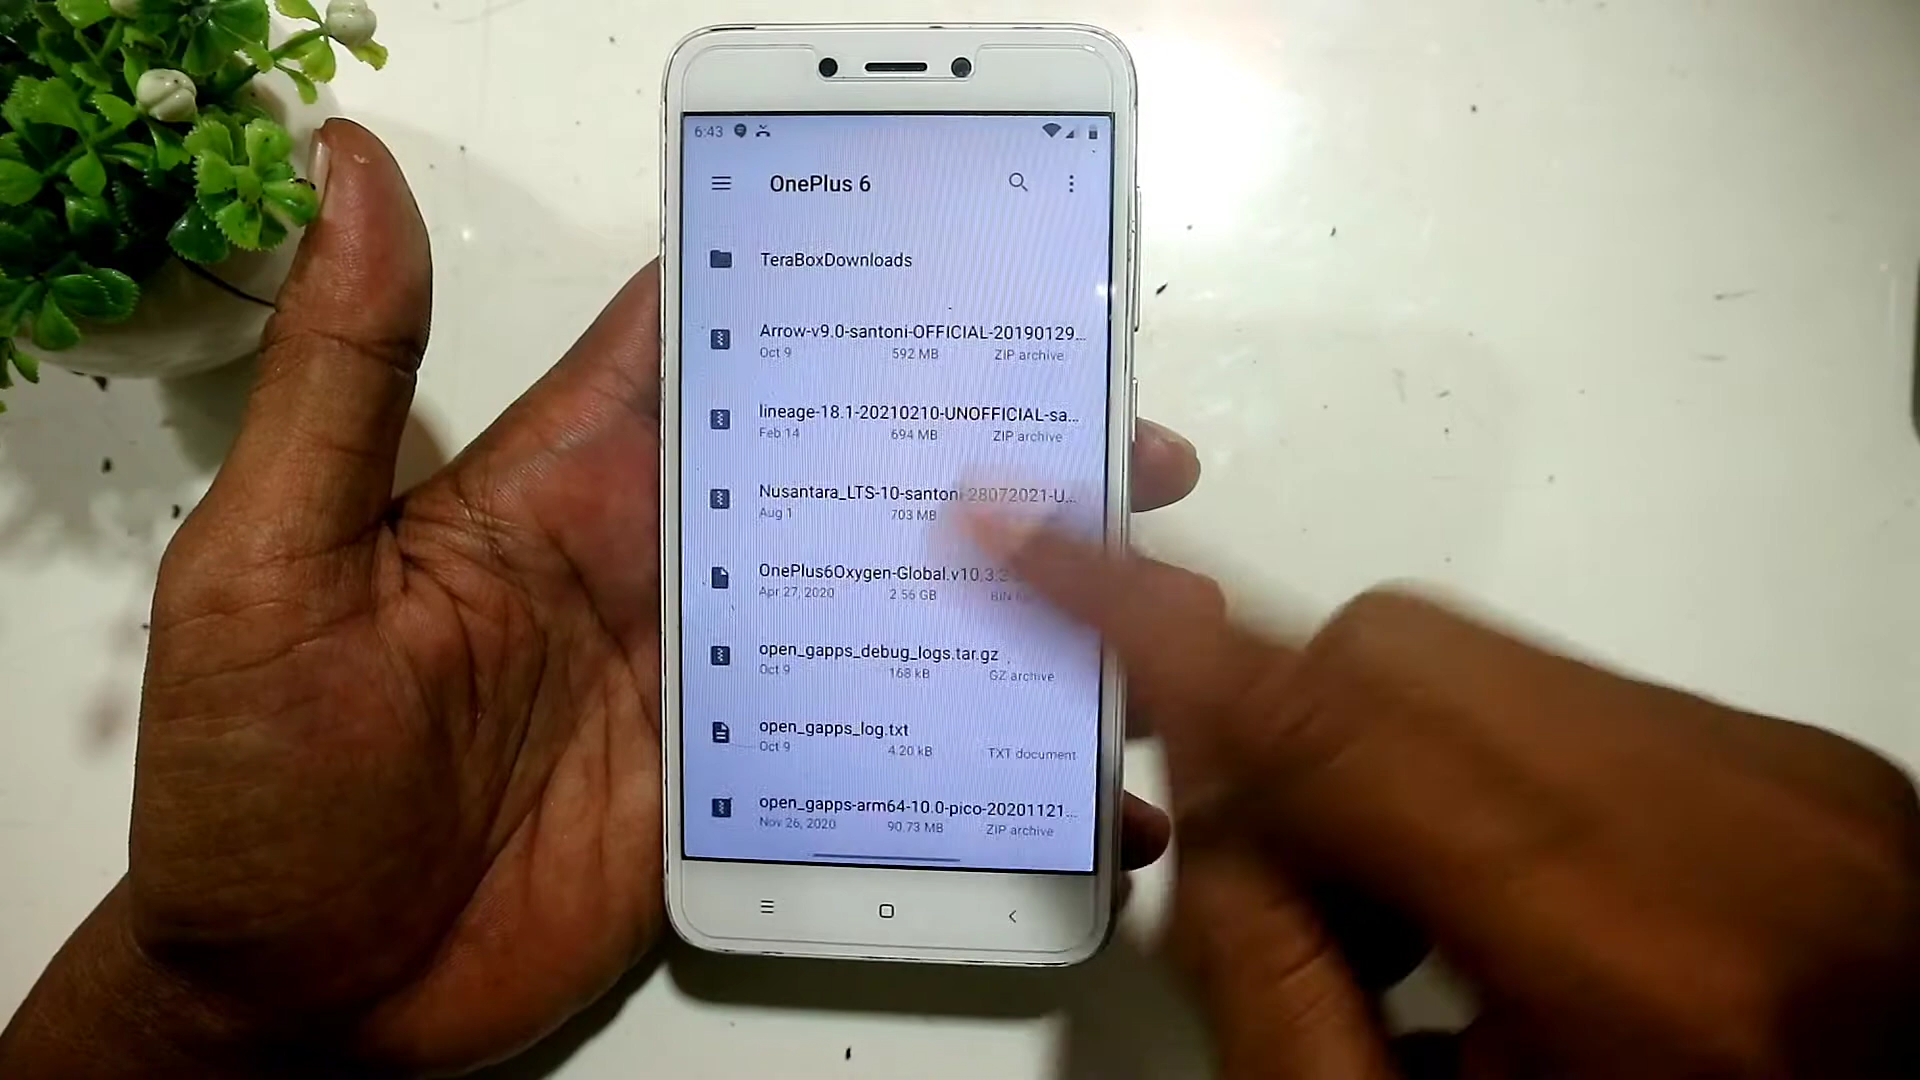 6:43
OnePlus 6
TeraBoxDownloads
Arrow-v9.0-santoni-OFFICIAL-20190129...
Oct 9 592 MB ZIP archive
lineage-18.1-20210210-UNOFFICIAL-sa...
Feb 14 694 MB ZIP archive
Nusantara_LTS-10-santoni-28072021-U...
Aug 1 703 MB
OnePlus6Oxygen-Global.v10.3.
Apr 27, 2020 2.56 GB BIN
open_gapps_debug_logs.tar.gz
Oct 9 168 kB GZ archive
open_gapps_log.txt
Oct 9 4.20 kB TXT document
open_gapps-arm64-10.0-pico-20201121...
Nov 26, 2020 90.73 MB ZIP archive